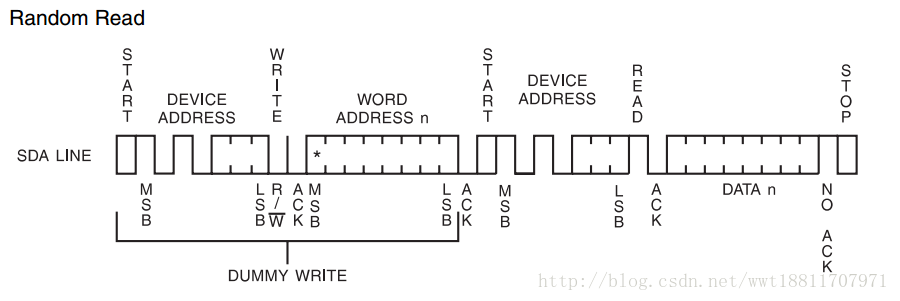 Random Read
START
WRITE
START
READ
STOP
DEVICE
ADDRESS
WORD
ADDRESS n
DEVICE
ADDRESS
SDA LINE
*
MSB
LSB
R/W
ACK
MSB
LSB
ACK
MSB
LSB
ACK
DATA n
NO ACK
DUMMY WRITE
http://blog.csdn.net/wwt18811707971